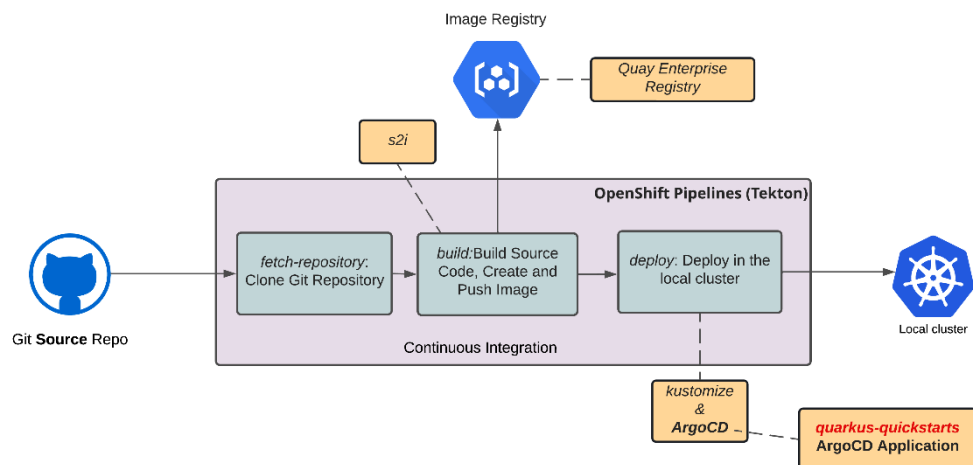 Image Registry
Quay Enterprise
Registry
s2i
OpenShift Pipelines (Tekton)
fetch-repository:
Clone Git Repository
build:Build Source
Code, Create and
Push Image
deploy: Deploy in the
local cluster
Git Source Repo
Local cluster
Continuous Integration
kustomize
&
ArgoCD
quarkus-quickstarts
ArgoCD Application